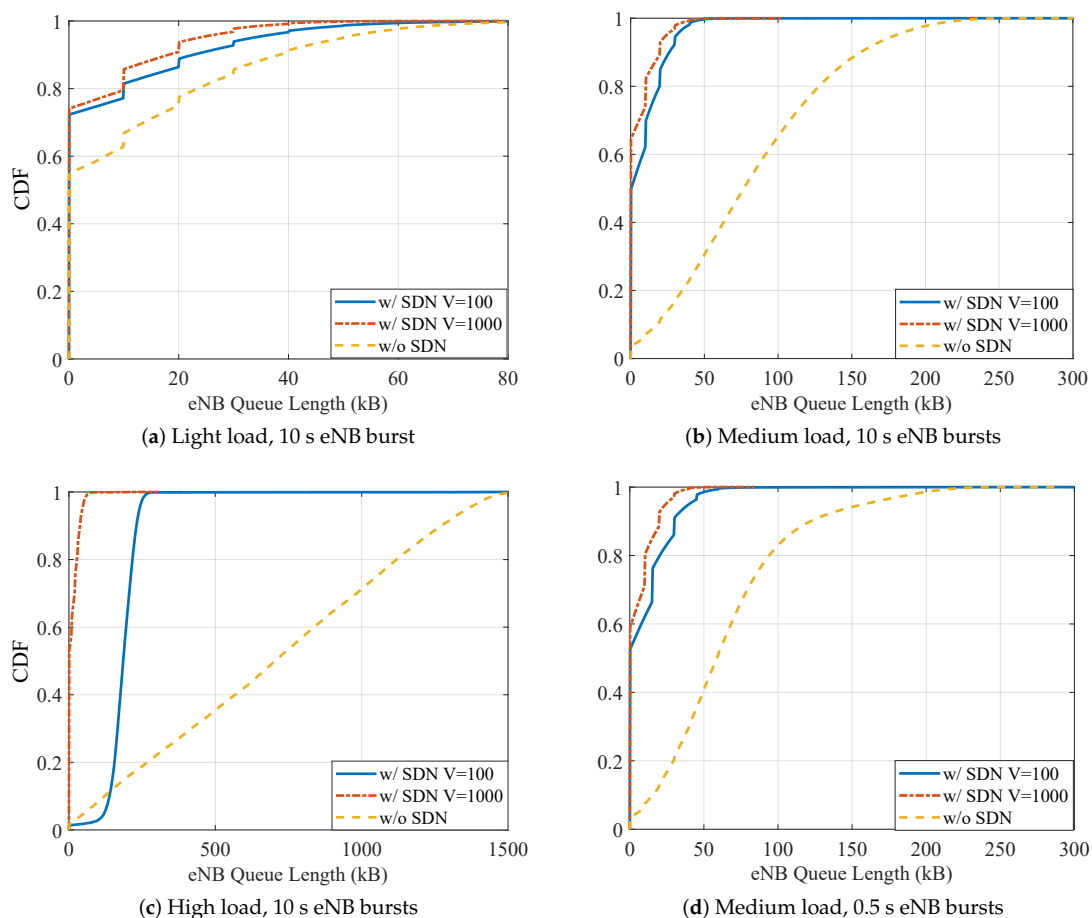 1
0.8
0.6
0.4
0.2
0
CDF
0 20 40 60 80
eNB Queue Length (kB)
w/ SDN V=100
w/ SDN V=1000
w/o SDN
(a) Light load, 10 s eNB burst
1
0.8
0.6
0.4
0.2
0
0 50 100 150 200 250 300
eNB Queue Length (kB)
w/ SDN V=100
w/ SDN V=1000
w/o SDN
(b) Medium load, 10 s eNB bursts
1
0.8
0.6
0.4
0.2
0
CDF
0 500 1000 1500
eNB Queue Length (kB)
w/ SDN V=100
w/ SDN V=1000
w/o SDN
(c) High load, 10 s eNB bursts
1
0.8
0.6
0.4
0.2
0
0 50 100 150 200 250 300
eNB Queue Length (kB)
w/ SDN V=100
w/ SDN V=1000
w/o SDN
(d) Medium load, 0.5 s eNB bursts